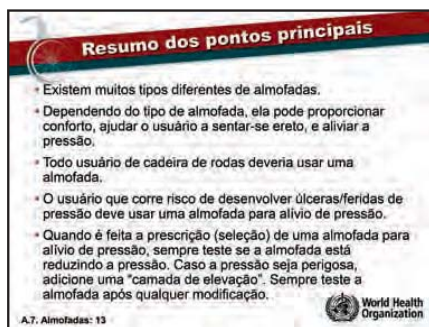 Resumo dos pontos principais
• Existem muitos tipos diferentes de almofadas.
• Dependendo do tipo de almofada, ela pode proporcionar
conforto, ajudar o usuário a sentar-se ereto, e aliviar a
pressão.
• Todo usuário de cadeira de rodas deveria usar uma
almofada.
• O usuário que corre risco de desenvolver úlceras/feridas de
pressão deve usar uma almofada para alívio de pressão.
• Quando é feita a prescrição (seleção) de uma almofada para
alívio de pressão, sempre teste se a almofada está
reduzindo a pressão. Caso a pressão seja perigosa,
adicione uma “camada de elevação”. Sempre teste a
almofada após qualquer modificação.
World Health
Organization
A.7. Almofadas: 13